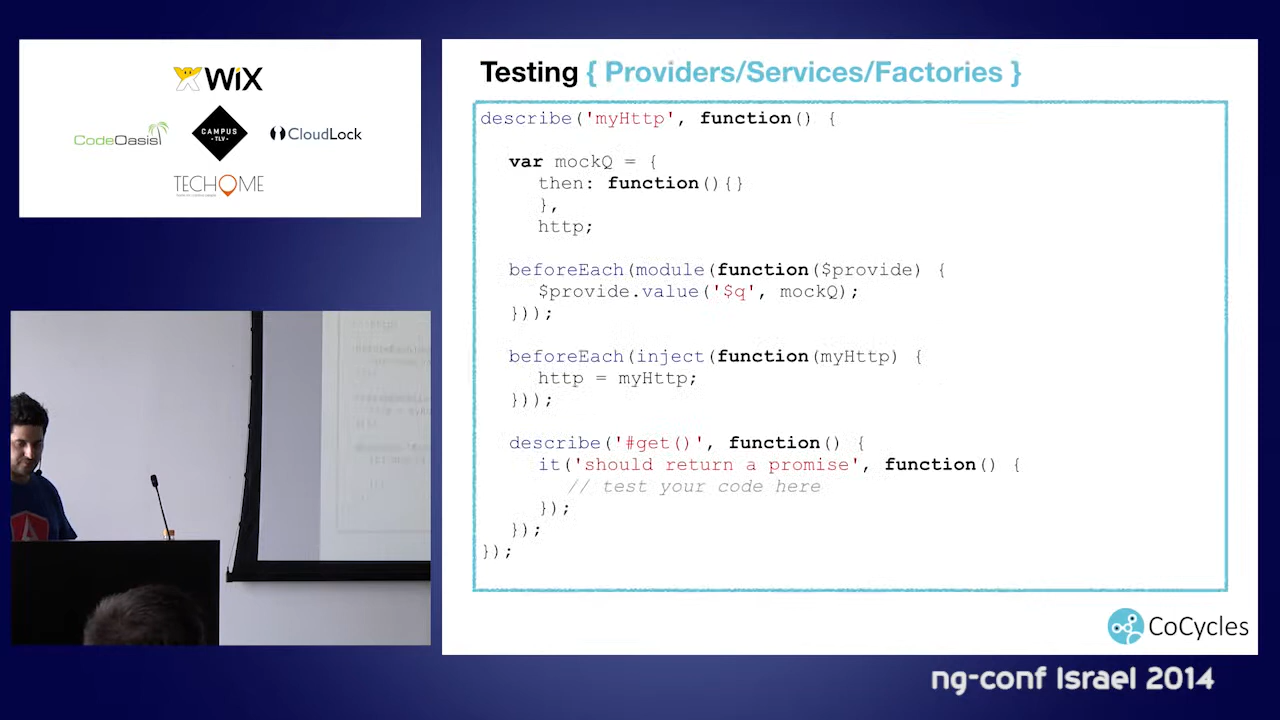 WiX
CodeOasis
CAMPUS
TLV
CloudLock
TECHOME
Testing { Providers/Services/Factories }
describe('myHttp', function() {
var mockQ = {
then: function(){}
},
http;
beforeEach(module(function($provide) {
$provide.value('$q', mockQ);
}));
beforeEach(inject(function(myHttp) {
http = myHttp;
}));
describe('#get()', function() {
it('should return a promise', function() {
// test your code here
});
});
});
CoCycles
ng-conf Israel 2014